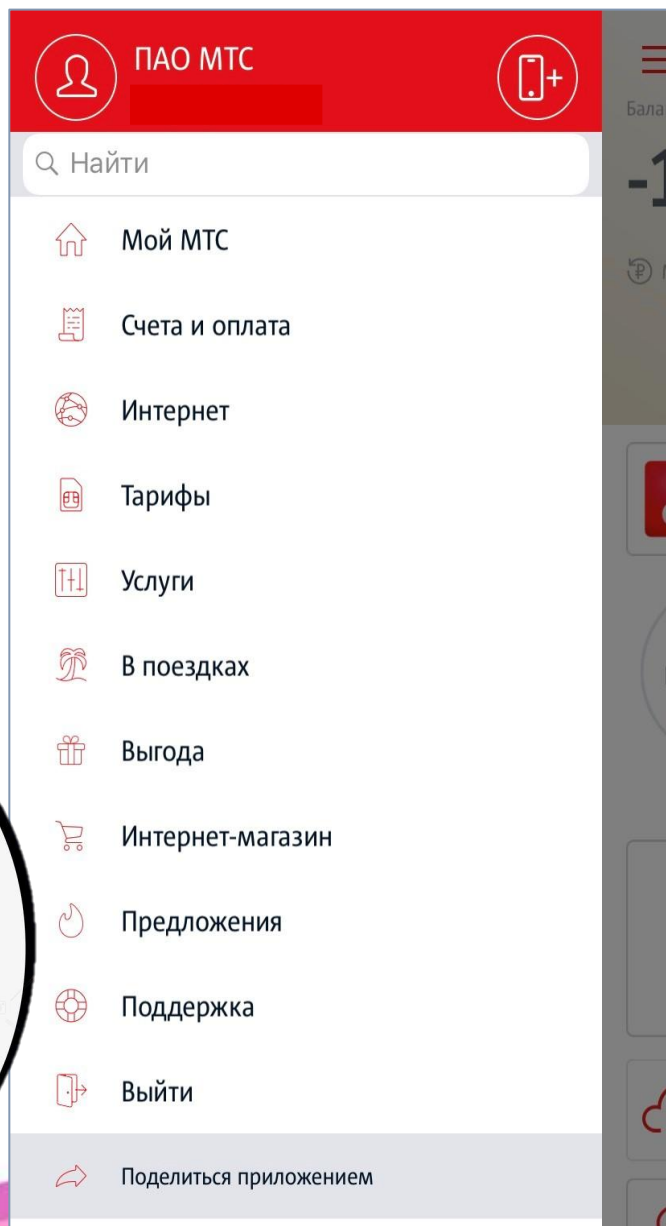 ПАО МТС
Найти
Мой МТС
Счета и оплата
Интернет
Тарифы
Услуги
В поездках
Выгода
Интернет-магазин
Предложения
Поддержка
Выйти
Поделиться приложением